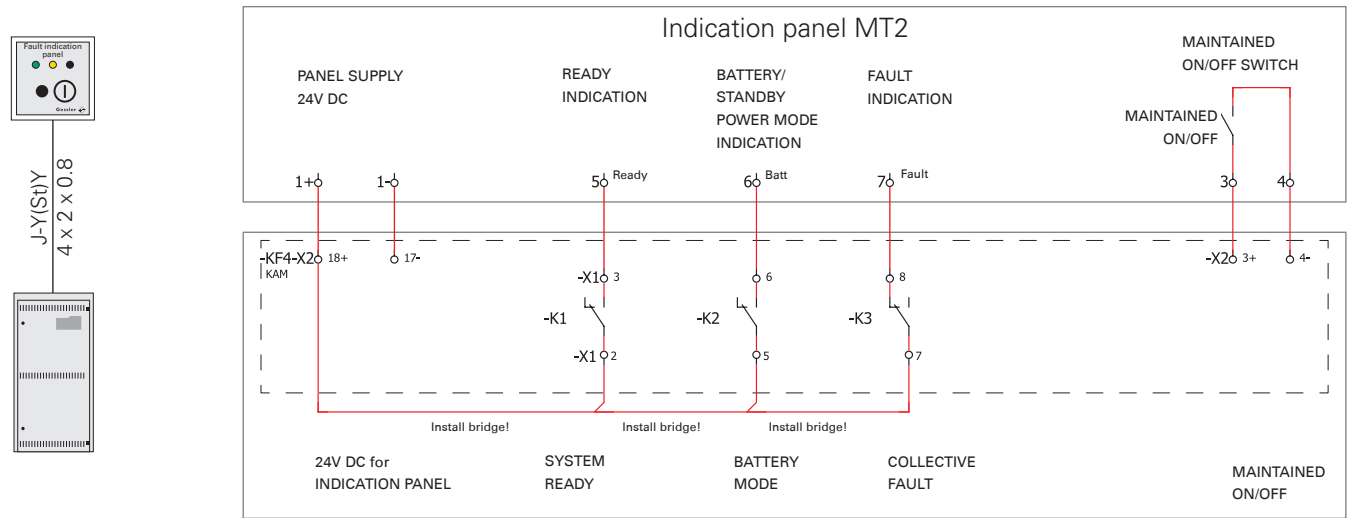 Fault indication
panel
Gessler
J-Y(St)Y
4 x 2 x 0.8
Indication panel MT2
PANEL SUPPLY
24V DC
READY
INDICATION
BATTERY/
STANDBY
POWER MODE
INDICATION
FAULT
INDICATION
MAINTAINED
ON/OFF SWITCH
MAINTAINED
ON/OFF
1+ 1- 5 Ready 6 Batt 7 Fault 3 4
-KF4-X2 18+ 17- -X2 3+ 4-
KAM
-X1 3 6 8
-K1 -K2 -K3
-X1 2 5 7
Install bridge! Install bridge! Install bridge!
24V DC for
INDICATION PANEL
SYSTEM
READY
BATTERY
MODE
COLLECTIVE
FAULT
MAINTAINED
ON/OFF